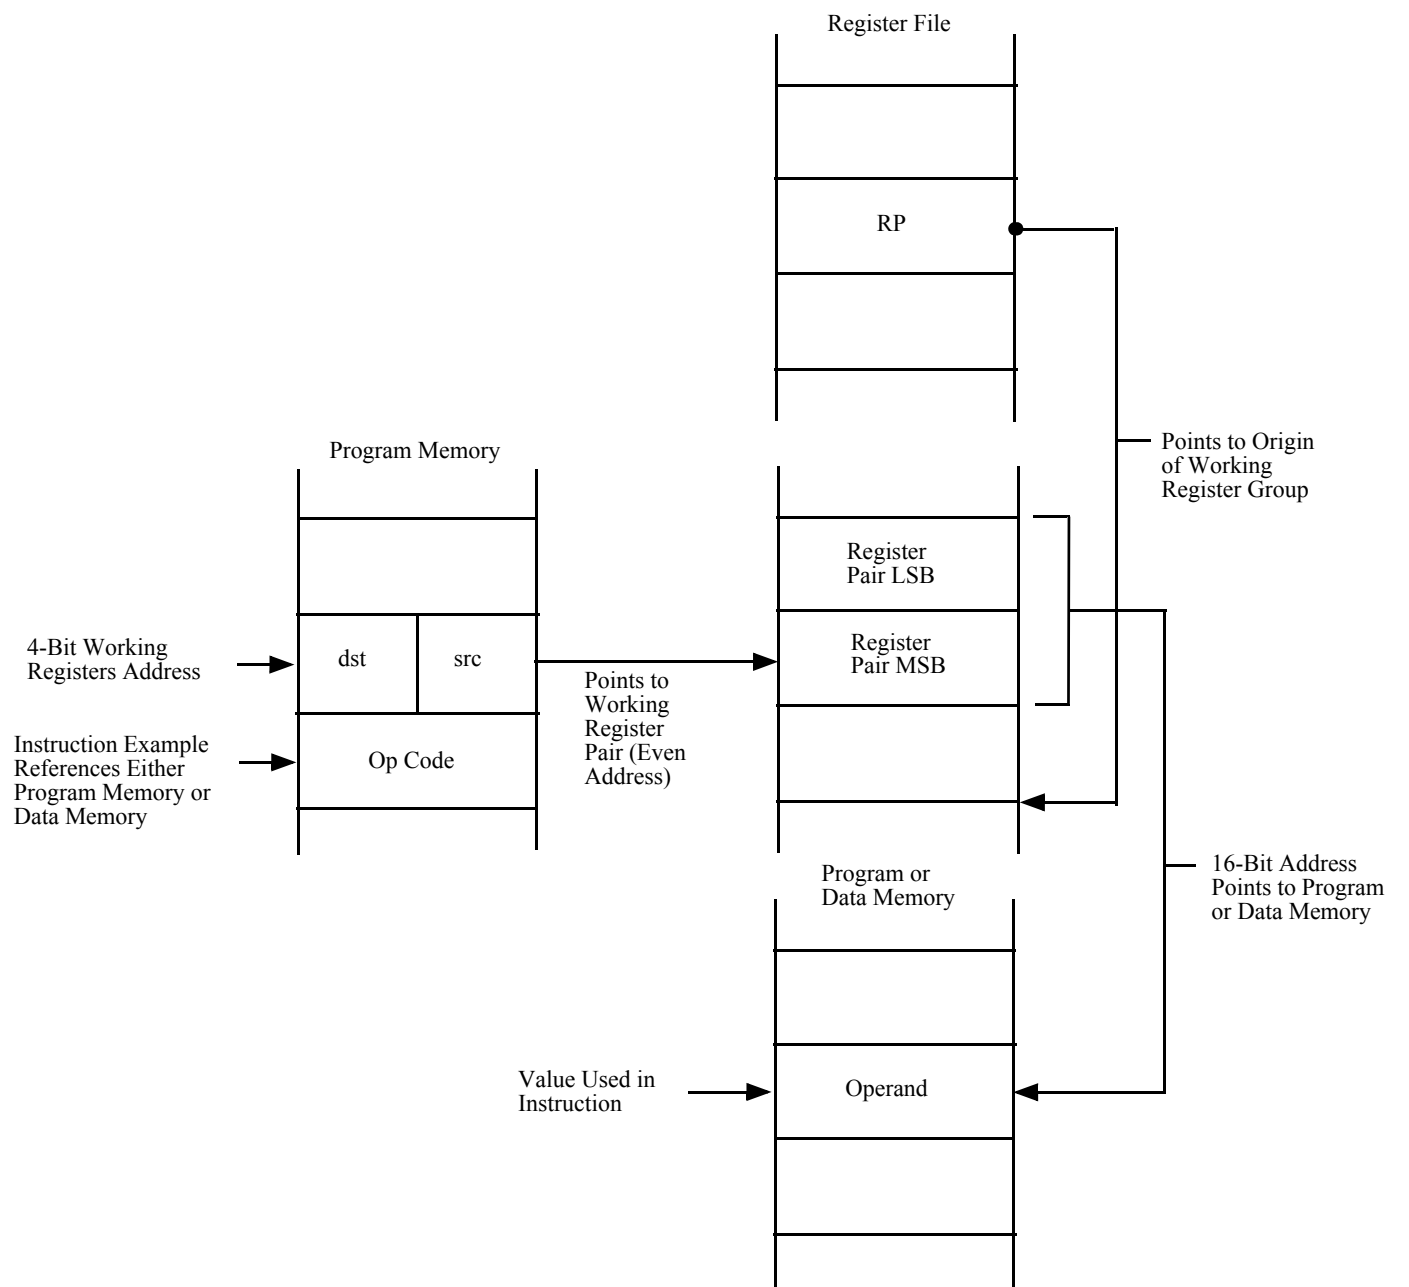 Register File
RP
Points to Origin
of Working
Register Group
Program Memory
Register
Pair LSB
4-Bit Working
Registers Address
dst
src
Register
Pair MSB
Points to
Working
Register
Pair (Even
Address)
Instruction Example
References Either
Program Memory or
Data Memory
Op Code
Program or
Data Memory
16-Bit Address
Points to Program
or Data Memory
Value Used in
Instruction
Operand